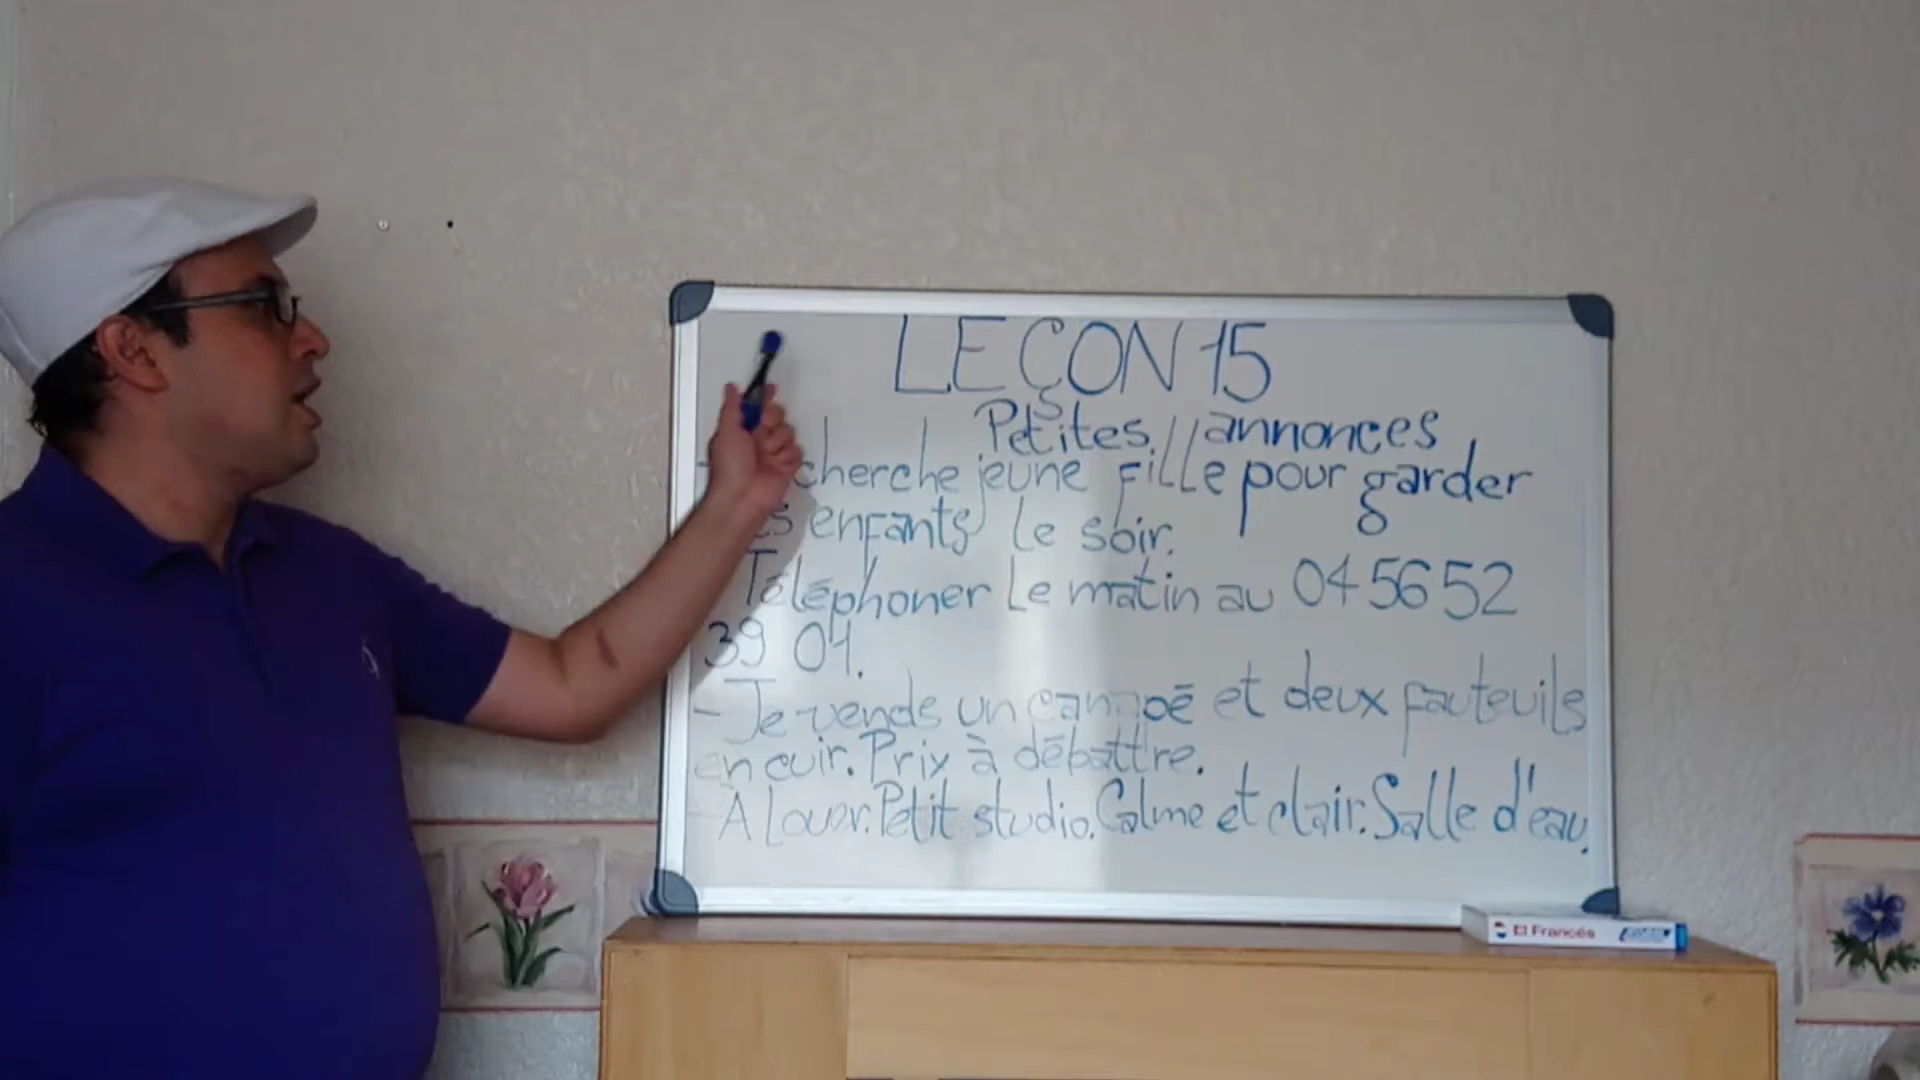 LEÇON 15
Petites annonces
cherche jeune fille pour garder
enfants le soir.
Téléphoner le matin au 04 56 52
39 04.
- Je vends un canapé et deux fauteuils
en cuir. Prix à débattre.
À Louer. Petit studio. Calme et clair. Salle d'eau.
El Francés